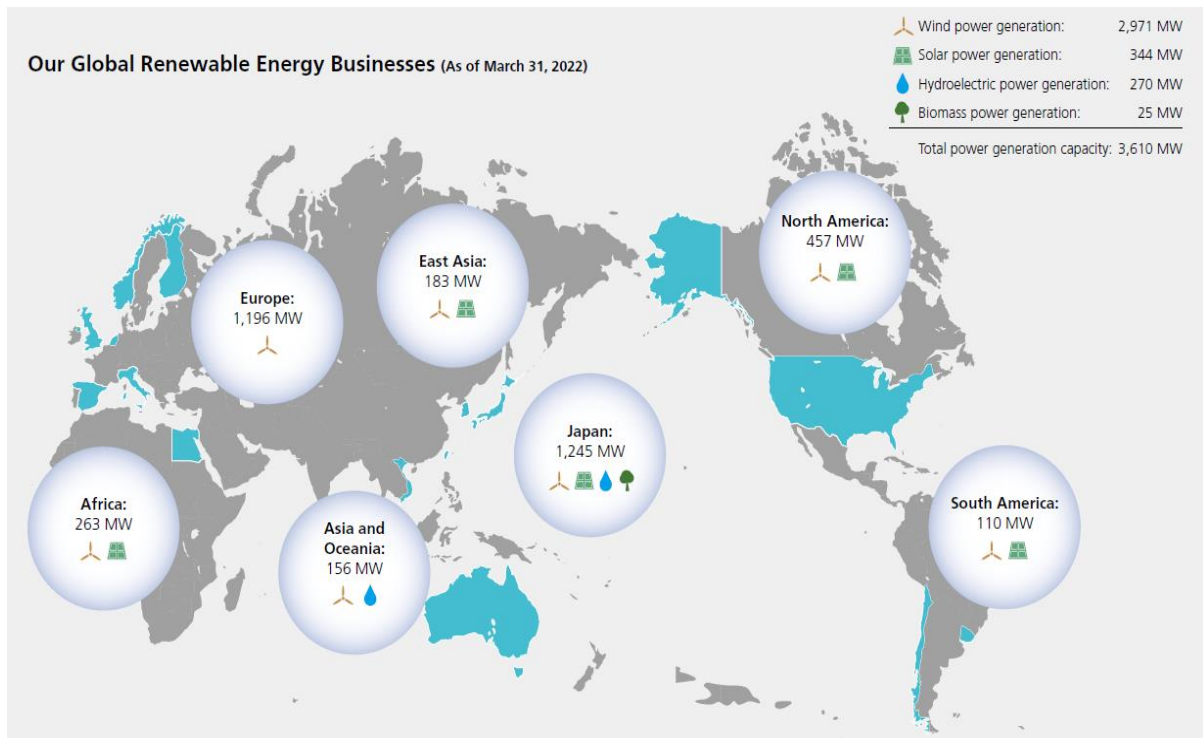 Our Global Renewable Energy Businesses (As of March 31, 2022)
Wind power generation: 2,971 MW
Solar power generation: 344 MW
Hydroelectric power generation: 270 MW
Biomass power generation: 25 MW
Total power generation capacity: 3,610 MW
North America:
457 MW
East Asia:
183 MW
Europe:
1,196 MW
Japan:
1,245 MW
Africa:
263 MW
Asia and
Oceania:
156 MW
South America:
110 MW